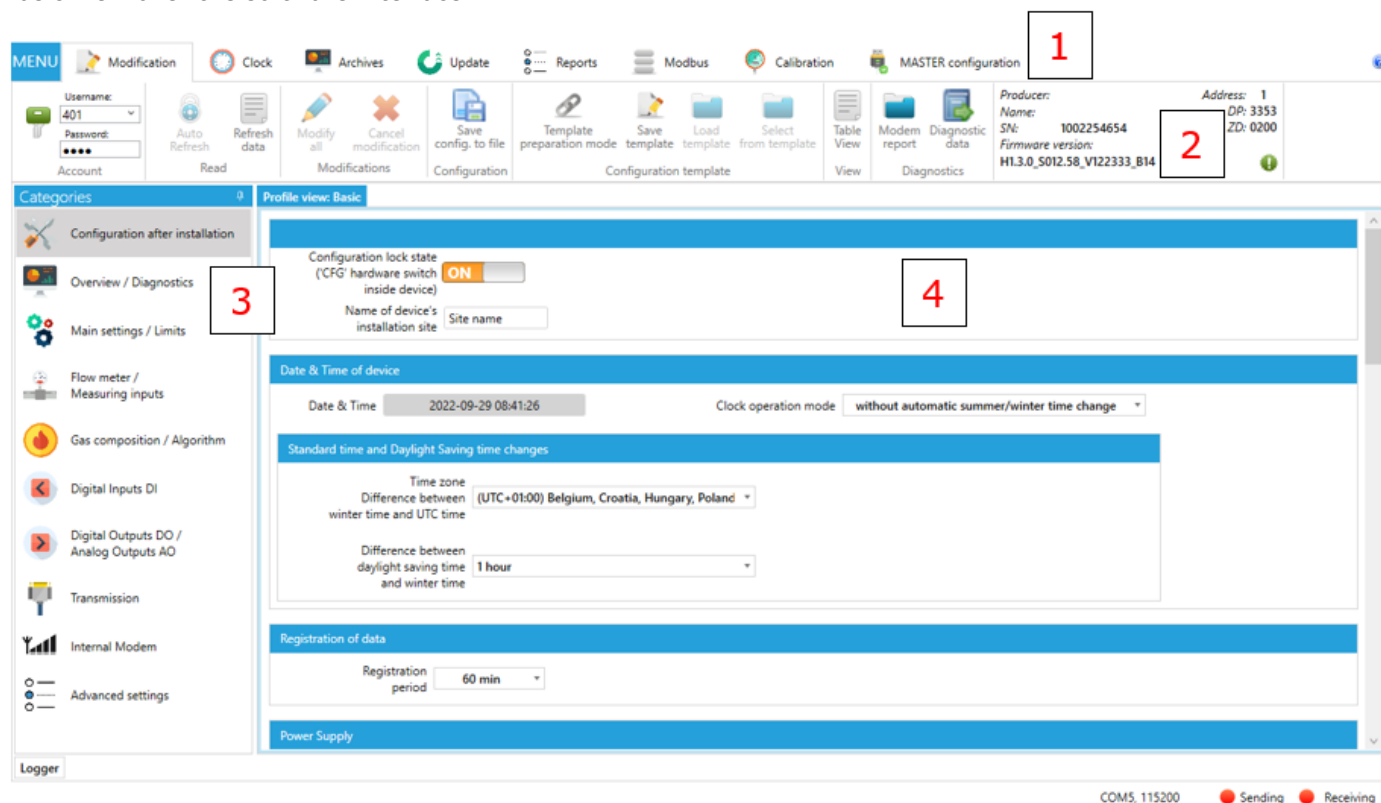 MENU Modification Clock Archives Update Reports Modbus Calibration MASTER configuration 1
Username:
401
Password:
Account
Auto
Refresh
Refresh
data
Read
Modify
all
Cancel
modification
Modifications
Save
config. to file
Configuration
Template
preparation mode
Save
template
Load
template
Select
from template
Configuration template
Table
View
View
Modem
report
Diagnostic
data
Diagnostics
Producer: Address: 1
Name: DP: 3353
SN: 1002254654 ZD: 0200
Firmware version:
H1.3.0_S012.58_V122333_B14
2
Categories
Configuration after installation
Overview / Diagnostics
3
Main settings / Limits
Flow meter /
Measuring inputs
Gas composition / Algorithm
Digital Inputs DI
Digital Outputs DO /
Analog Outputs AO
Transmission
Internal Modem
Advanced settings
Profile view: Basic
Configuration lock state
('CFG' hardware switch
inside device)
ON
4
Name of device's
installation site
Site name
Date & Time of device
Date & Time 2022-09-29 08:41:26 Clock operation mode without automatic summer/winter time change
Standard time and Daylight Saving time changes
Time zone
Difference between
winter time and UTC time
(UTC+01:00) Belgium, Croatia, Hungary, Poland
Difference between
daylight saving time
and winter time
1 hour
Registration of data
Registration
period
60 min
Power Supply
Logger
COM5, 115200 Sending Receiving